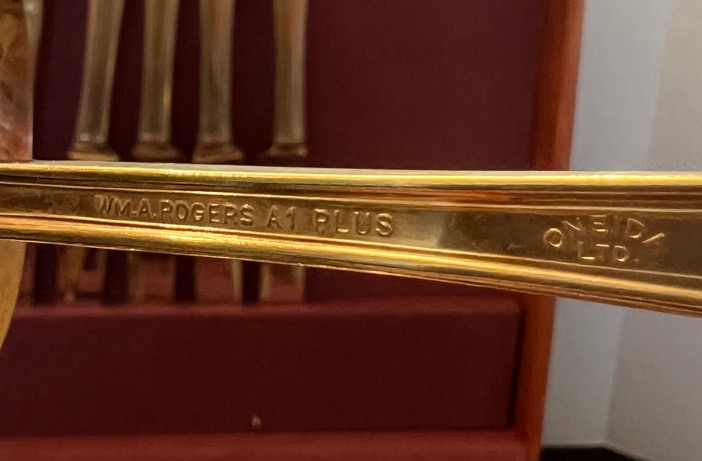 WM.A.ROGERS A1 PLUS
ONEIDA
LTD.